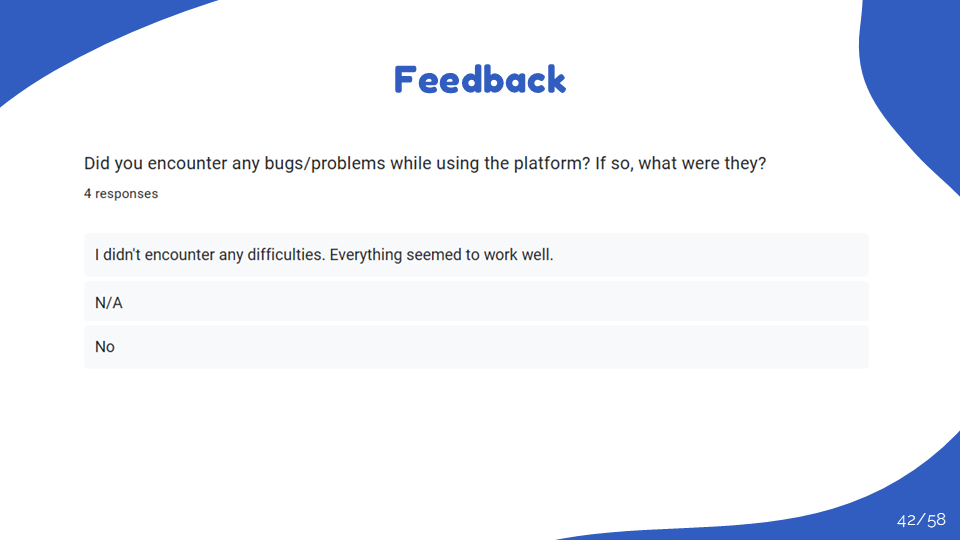 Feedback
Did you encounter any bugs/problems while using the platform? If so, what were they?
4 responses
I didn't encounter any difficulties. Everything seemed to work well.
N/A
No
42/58